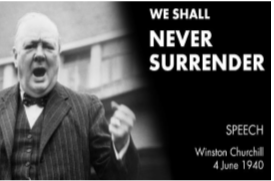 WE SHALL
NEVER
SURRENDER
SPEECH
Winston Churchill
4 June 1940